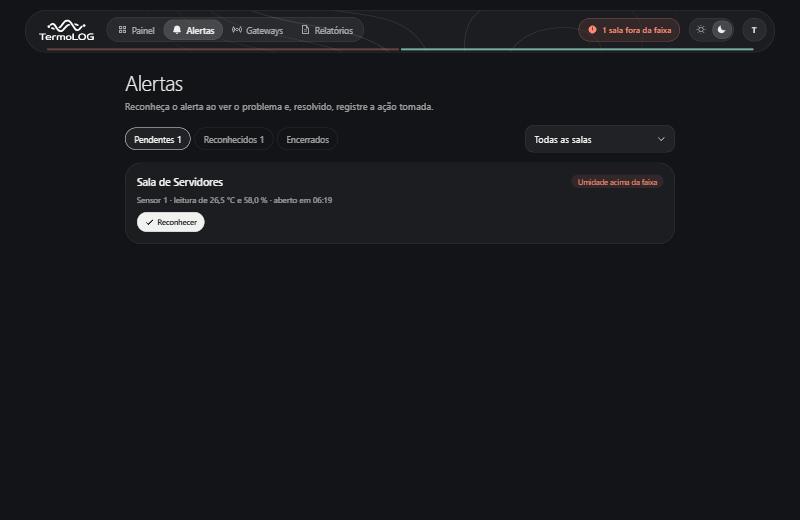 TermoLOG
Painel
Alertas
Gateways
Relatórios
1 sala fora da faixa
T
Alertas
Reconheça o alerta ao ver o problema e, resolvido, registre a ação tomada.
Pendentes 1
Reconhecidos 1
Encerrados
Todas as salas
Sala de Servidores
Umidade acima da faixa
Sensor 1 · leitura de 26,5 °C e 58,0 % · aberto em 06:19
Reconhecer